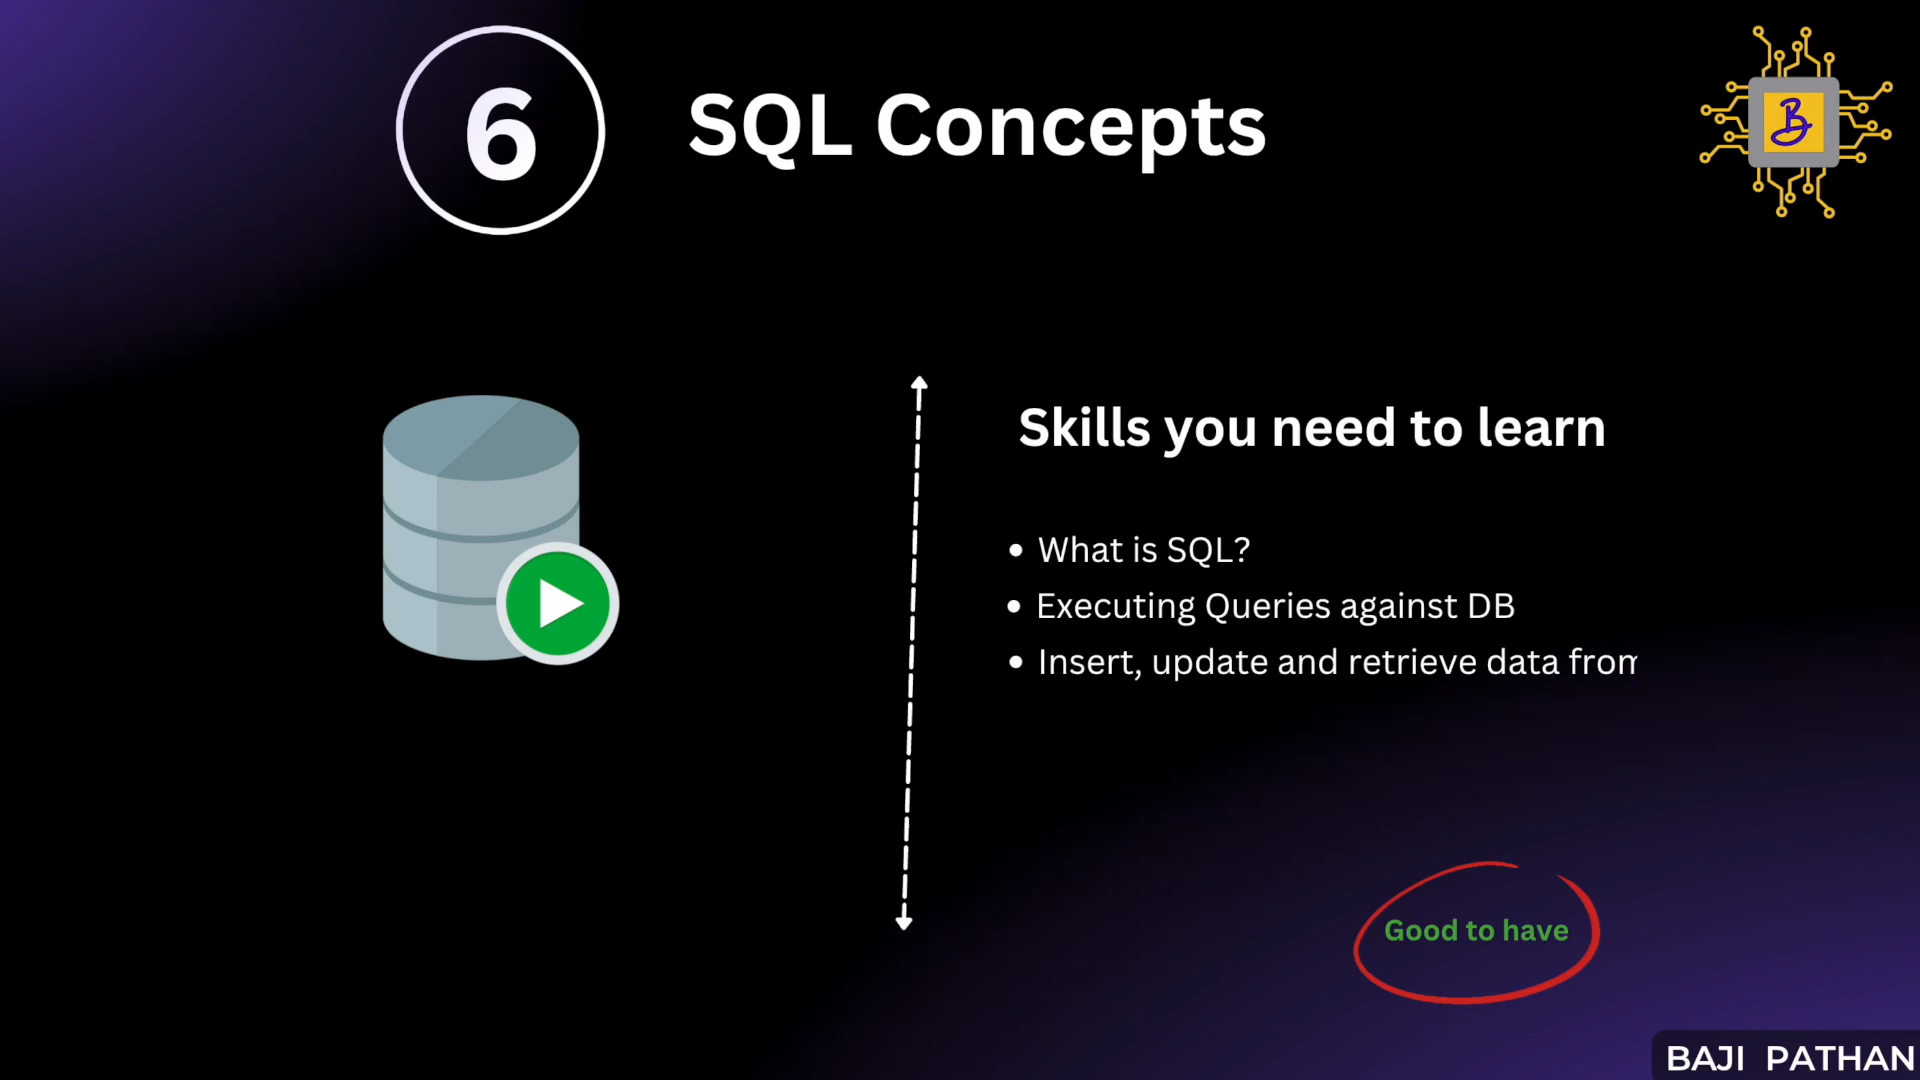 6
SQL Concepts
B
Skills you need to learn
• What is SQL?
• Executing Queries against DB
• Insert, update and retrieve data from
Good to have
BAJI PATHAN